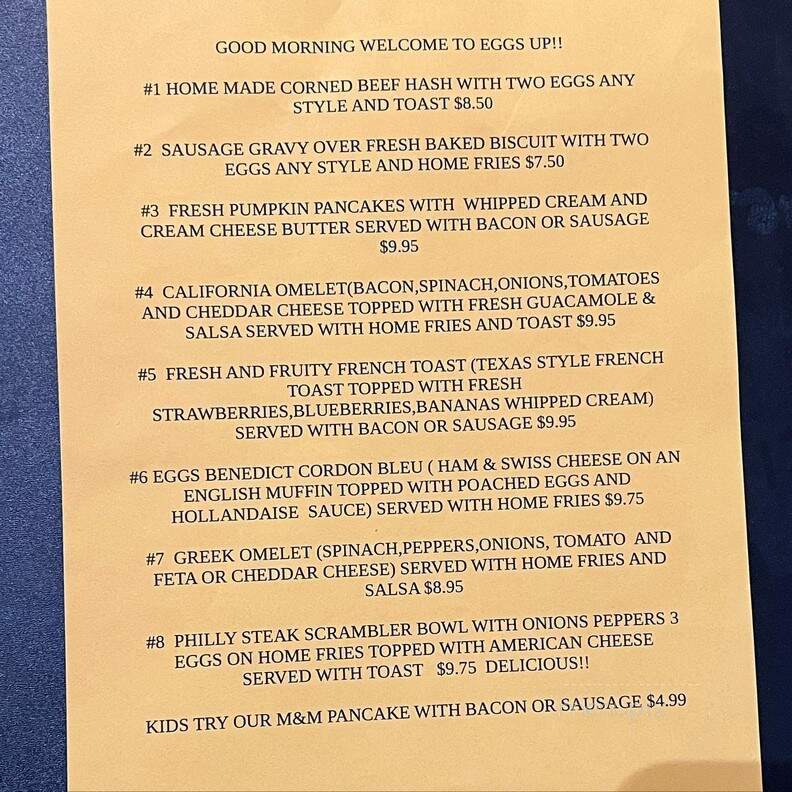 GOOD MORNING WELCOME TO EGGS UP!!
#1 HOME MADE CORNED BEEF HASH WITH TWO EGGS ANY
STYLE AND TOAST $8.50
#2 SAUSAGE GRAVY OVER FRESH BAKED BISCUIT WITH TWO
EGGS ANY STYLE AND HOME FRIES $7.50
#3 FRESH PUMPKIN PANCAKES WITH WHIPPED CREAM AND
CREAM CHEESE BUTTER SERVED WITH BACON OR SAUSAGE
$9.95
#4 CALIFORNIA OMELET(BACON,SPINACH,ONIONS,TOMATOES
AND CHEDDAR CHEESE TOPPED WITH FRESH GUACAMOLE &
SALSA SERVED WITH HOME FRIES AND TOAST $9.95
#5 FRESH AND FRUITY FRENCH TOAST (TEXAS STYLE FRENCH
TOAST TOPPED WITH FRESH
STRAWBERRIES,BLUEBERRIES,BANANAS WHIPPED CREAM)
SERVED WITH BACON OR SAUSAGE $9.95
#6 EGGS BENEDICT CORDON BLEU ( HAM & SWISS CHEESE ON AN
ENGLISH MUFFIN TOPPED WITH POACHED EGGS AND
HOLLANDAISE SAUCE) SERVED WITH HOME FRIES $9.75
#7 GREEK OMELET (SPINACH,PEPPERS,ONIONS, TOMATO AND
FETA OR CHEDDAR CHEESE) SERVED WITH HOME FRIES AND
SALSA $8.95
#8 PHILLY STEAK SCRAMBLER BOWL WITH ONIONS PEPPERS 3
EGGS ON HOME FRIES TOPPED WITH AMERICAN CHEESE
SERVED WITH TOAST $9.75 DELICIOUS!!
KIDS TRY OUR M&M PANCAKE WITH BACON OR SAUSAGE $4.99